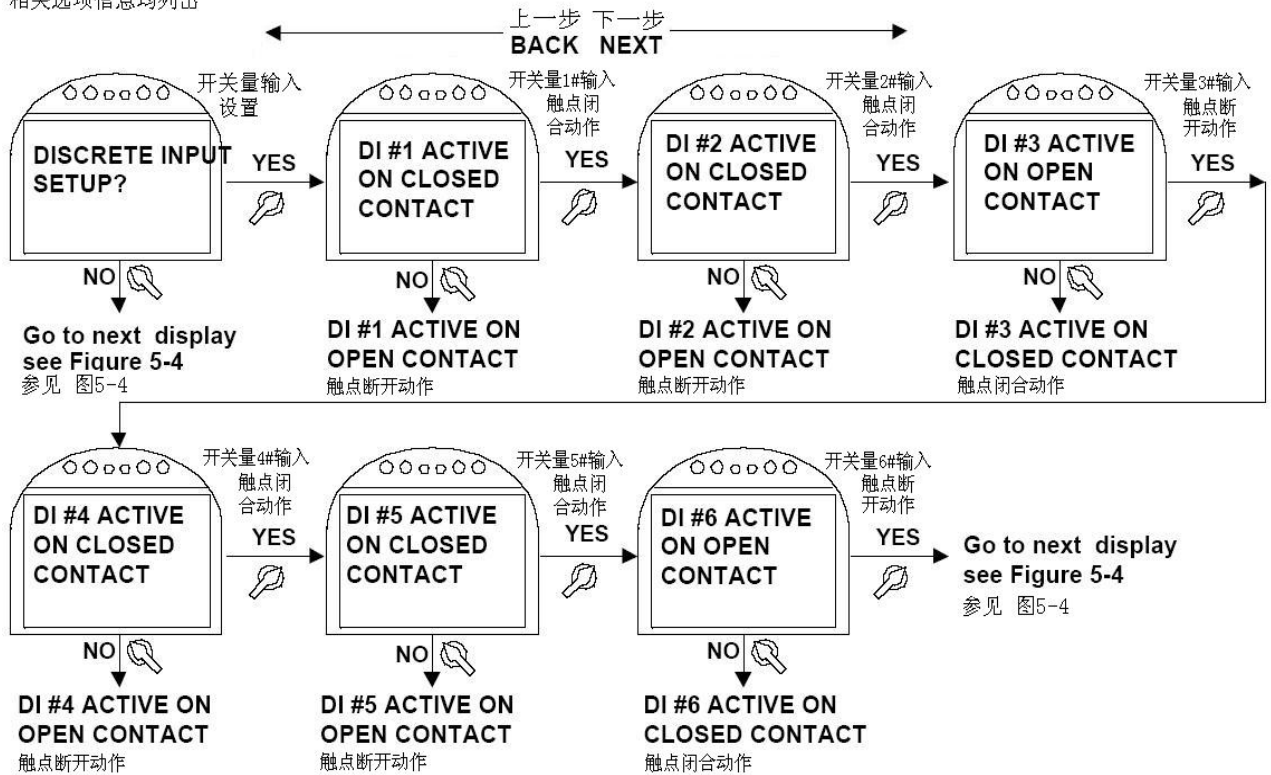 相关选项信息均列出
上一步 下一步
BACK NEXT
开关量输入
设置
DISCRETE INPUT
SETUP?
YES
NO
Go to next display
see Figure 5-4
参见 图5-4
开关量1#输入
触点闭
合动作
DI #1 ACTIVE
ON CLOSED
CONTACT
YES
NO
DI #1 ACTIVE ON
OPEN CONTACT
触点断开动作
开关量2#输入
触点闭
合动作
DI #2 ACTIVE
ON CLOSED
CONTACT
YES
NO
DI #2 ACTIVE ON
OPEN CONTACT
触点断开动作
开关量3#输入
触点断
开动作
DI #3 ACTIVE
ON OPEN
CONTACT
YES
NO
DI #3 ACTIVE ON
CLOSED CONTACT
触点闭合动作
开关量4#输入
触点闭
合动作
DI #4 ACTIVE
ON CLOSED
CONTACT
YES
NO
DI #4 ACTIVE ON
OPEN CONTACT
触点断开动作
开关量5#输入
触点闭
合动作
DI #5 ACTIVE
ON CLOSED
CONTACT
YES
NO
DI #5 ACTIVE ON
OPEN CONTACT
触点断开动作
开关量6#输入
触点断
开动作
DI #6 ACTIVE
ON OPEN
CONTACT
YES
NO
DI #6 ACTIVE ON
CLOSED CONTACT
触点闭合动作
Go to next display
see Figure 5-4
参见 图5-4